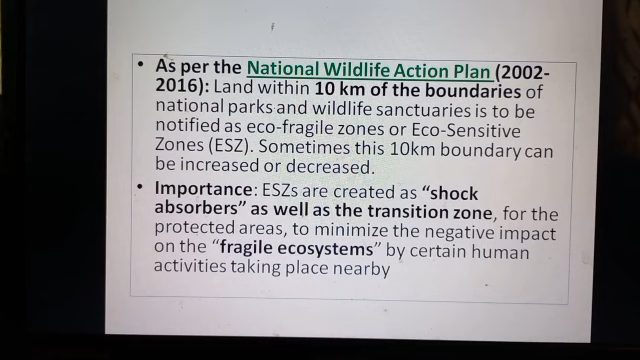 • As per the National Wildlife Action Plan (2002-
2016): Land within 10 km of the boundaries of
national parks and wildlife sanctuaries is to be
notified as eco-fragile zones or Eco-Sensitive
Zones (ESZ). Sometimes this 10km boundary can
be increased or decreased.
• Importance: ESZs are created as “shock
absorbers” as well as the transition zone, for the
protected areas, to minimize the negative impact
on the “fragile ecosystems” by certain human
activities taking place nearby